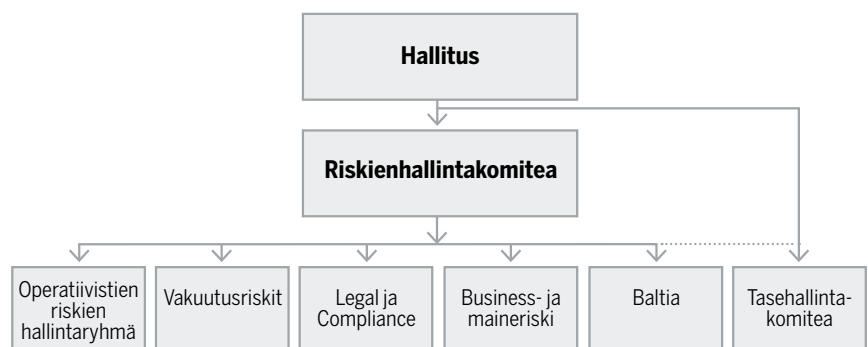 Hallitus
Riskienhallintakomitea
Operatiivistien
riskien
hallintaryhmä
Vakuutusriskit
Legal ja
Compliance
Business- ja
maineriski
Baltia
Tasehallinta-
komitea